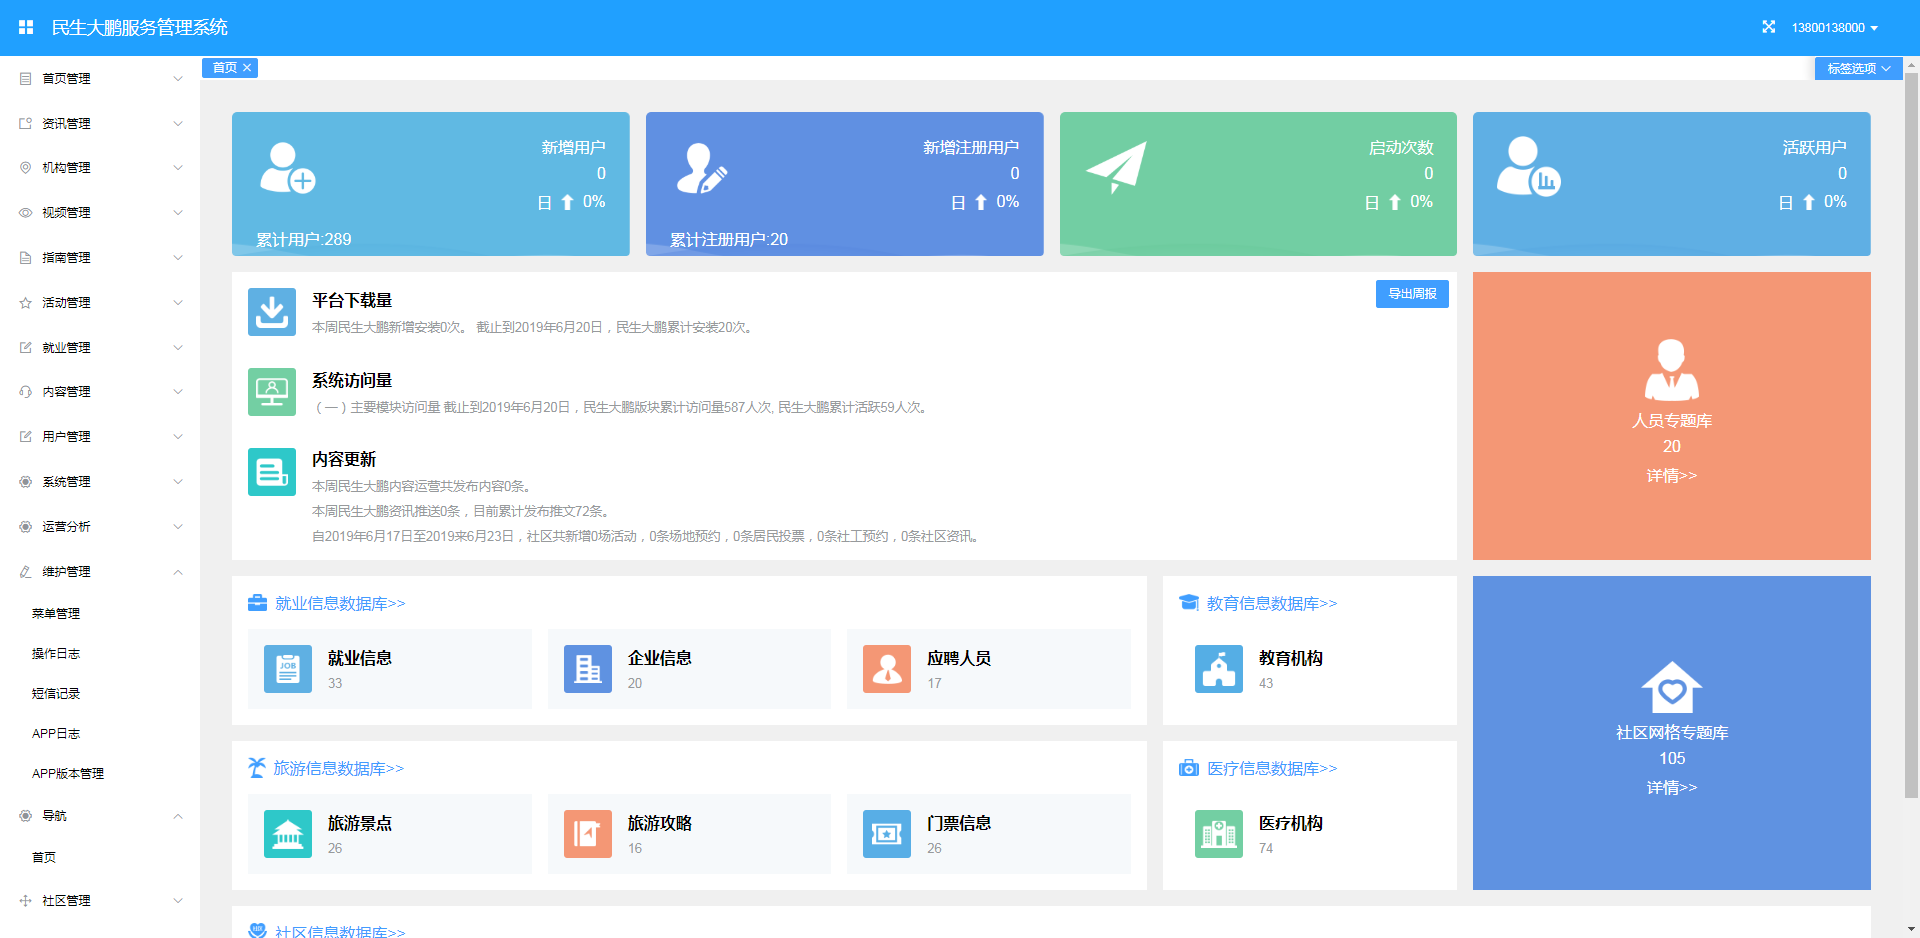 民生大鹏服务管理系统
13800138000
首页管理
资讯管理
机构管理
视频管理
指南管理
活动管理
就业管理
内容管理
用户管理
系统管理
运营分析
维护管理
菜单管理
操作日志
短信记录
APP日志
APP版本管理
导航
首页
社区管理
首页
标签选项
新增用户
0
日 0%
累计用户:289
新增注册用户
0
日 0%
累计注册用户:20
启动次数
0
日 0%
活跃用户
0
日 0%
平台下载量
导出周报
本周民生大鹏新增安装0次。 截止到2019年6月20日，民生大鹏累计安装20次。
系统访问量
（一）主要模块访问量 截止到2019年6月20日，民生大鹏版块累计访问量587人次, 民生大鹏累计活跃59人次。
内容更新
本周民生大鹏内容运营共发布内容0条。
本周民生大鹏资讯推送0条，目前累计发布推文72条。
自2019年6月17日至2019来6月23日，社区共新增0场活动，0条场地预约，0条居民投票，0条社工预约，0条社区资讯。
人员专题库
20
详情>>
就业信息数据库>>
JOB
就业信息
33
企业信息
20
应聘人员
17
教育信息数据库>>
教育机构
43
社区网格专题库
105
详情>>
旅游信息数据库>>
旅游景点
26
旅游攻略
16
门票信息
26
医疗信息数据库>>
医疗机构
74
社区信息数据库>>